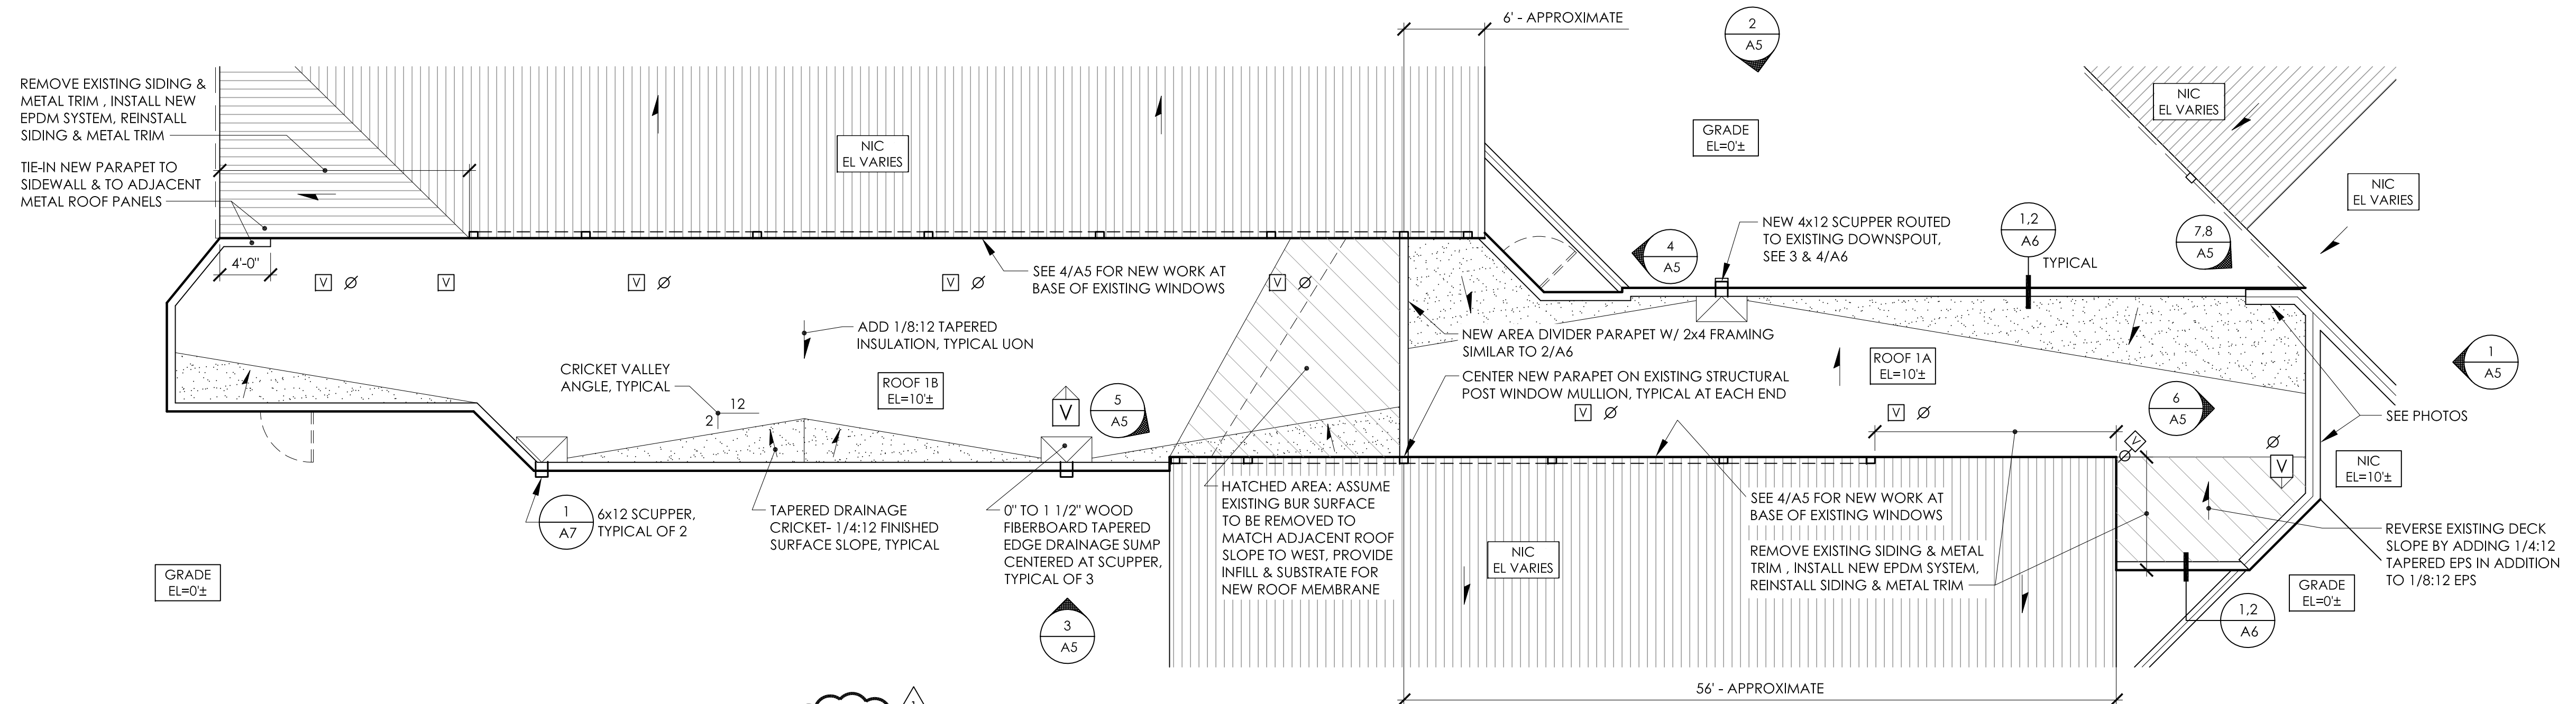 6' - APPROXIMATE
2
A5
REMOVE EXISTING SIDING &
METAL TRIM , INSTALL NEW
EPDM SYSTEM, REINSTALL
SIDING & METAL TRIM
TIE-IN NEW PARAPET TO
SIDEWALL & TO ADJACENT
METAL ROOF PANELS
NIC
EL VARIES
GRADE
EL=0'±
NIC
EL VARIES
NIC
EL VARIES
4'-0"
V
V
V
V
V
SEE 4/A5 FOR NEW WORK AT
BASE OF EXISTING WINDOWS
4
A5
NEW 4x12 SCUPPER ROUTED
TO EXISTING DOWNSPOUT,
SEE 3 & 4/A6
1,2
A6
TYPICAL
7,8
A5
ADD 1/8:12 TAPERED
INSULATION, TYPICAL UON
CRICKET VALLEY
ANGLE, TYPICAL
12
2
ROOF 1B
EL=10'±
V
5
A5
NEW AREA DIVIDER PARAPET W/ 2x4 FRAMING
SIMILAR TO 2/A6
CENTER NEW PARAPET ON EXISTING STRUCTURAL
POST WINDOW MULLION, TYPICAL AT EACH END
ROOF 1A
EL=10'±
1
A5
V
V
6
A5
SEE PHOTOS
V
V
NIC
EL=10'±
1
A7
6x12 SCUPPER,
TYPICAL OF 2
TAPERED DRAINAGE
CRICKET- 1/4:12 FINISHED
SURFACE SLOPE, TYPICAL
0" TO 1 1/2" WOOD
FIBERBOARD TAPERED
EDGE DRAINAGE SUMP
CENTERED AT SCUPPER,
TYPICAL OF 3
HATCHED AREA: ASSUME
EXISTING BUR SURFACE
TO BE REMOVED TO
MATCH ADJACENT ROOF
SLOPE TO WEST, PROVIDE
INFILL & SUBSTRATE FOR
NEW ROOF MEMBRANE
NIC
EL VARIES
SEE 4/A5 FOR NEW WORK AT
BASE OF EXISTING WINDOWS
REMOVE EXISTING SIDING & METAL
TRIM , INSTALL NEW EPDM SYSTEM,
REINSTALL SIDING & METAL TRIM
REVERSE EXISTING DECK
SLOPE BY ADDING 1/4:12
TAPERED EPS IN ADDITION
TO 1/8:12 EPS
GRADE
EL=0'±
GRADE
EL=0'±
3
A5
1,2
A6
56' - APPROXIMATE